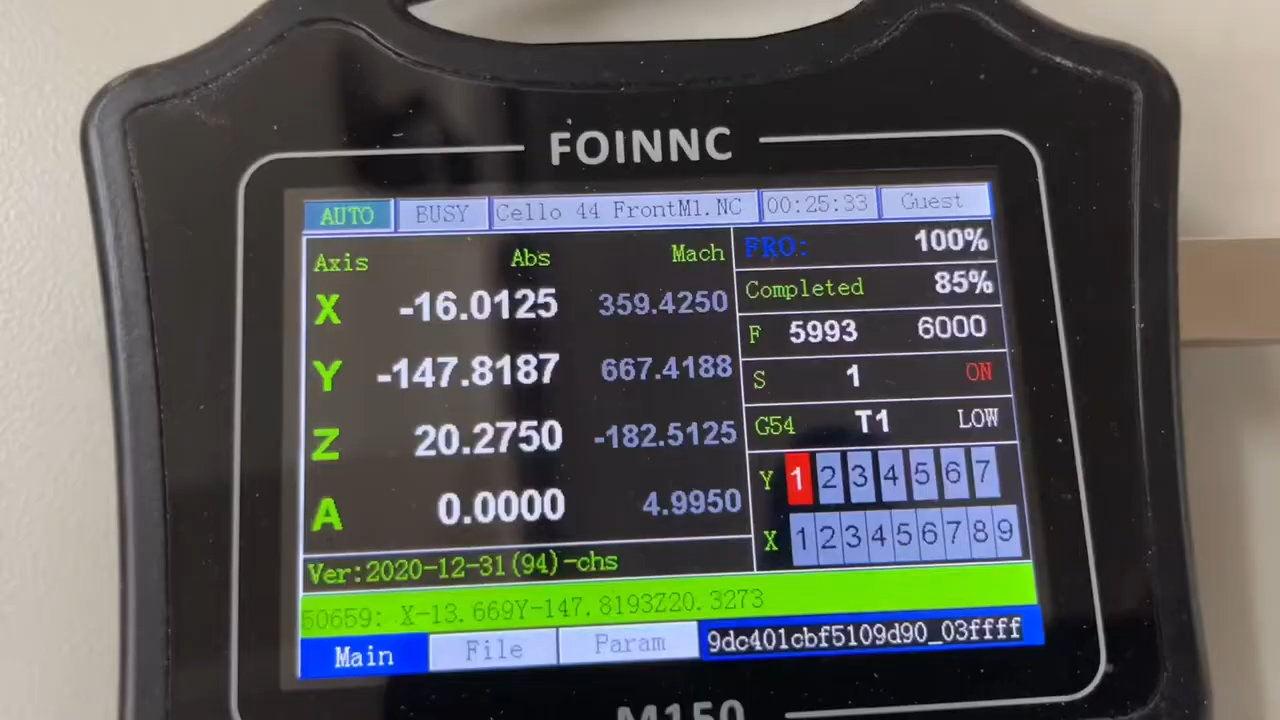 FOINNC
AUTO BUSY Cello 44 FrontM1.NC 00:25:33 Guest
Axis Abs Mach
X -16.0125 359.4250
Y -147.8187 667.4188
Z 20.2750 -182.5125
A 0.0000 4.9950
FRO: 100%
Completed 85%
F 5993 6000
S 1 ON
G54 T1 LOW
Y 1 2 3 4 5 6 7
X 1 2 3 4 5 6 7 8 9
Ver:2020-12-31(94)-chs
50659: X-13.669Y-147.8193Z20.3273
Main File Param 9dc401cbf5109d90_03ffff
M150